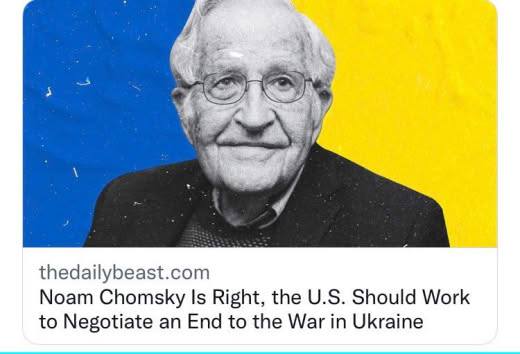 thedailybeast.com
Noam Chomsky Is Right, the U.S. Should Work
to Negotiate an End to the War in Ukraine